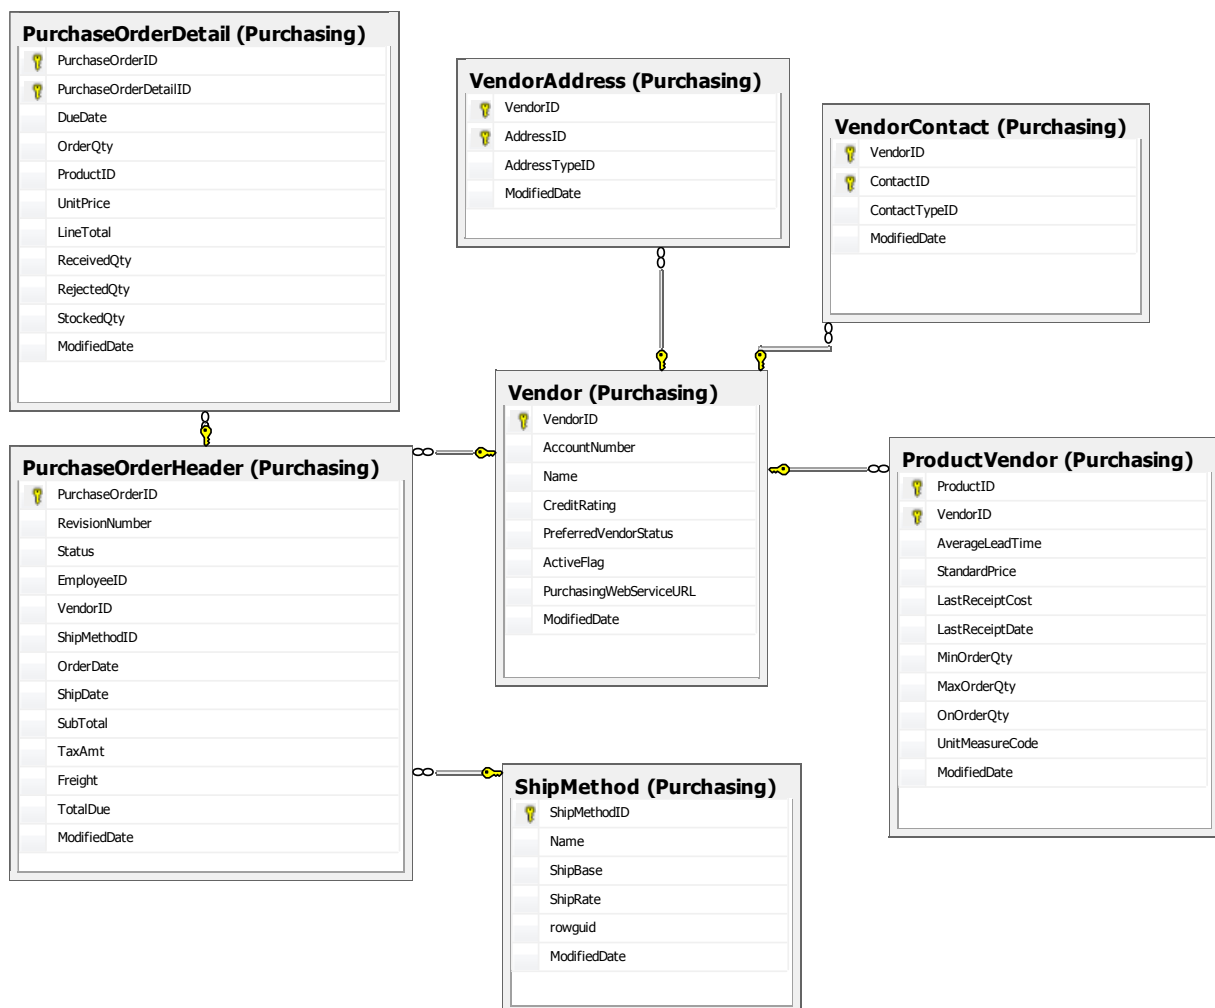 PurchaseOrderDetail (Purchasing)
PurchaseOrderID
PurchaseOrderDetailID
DueDate
OrderQty
ProductID
UnitPrice
LineTotal
ReceivedQty
RejectedQty
StockedQty
ModifiedDate
VendorAddress (Purchasing)
VendorID
AddressID
AddressTypeID
ModifiedDate
VendorContact (Purchasing)
VendorID
ContactID
ContactTypeID
ModifiedDate
PurchaseOrderHeader (Purchasing)
PurchaseOrderID
RevisionNumber
Status
EmployeeID
VendorID
ShipMethodID
OrderDate
ShipDate
SubTotal
TaxAmt
Freight
TotalDue
ModifiedDate
Vendor (Purchasing)
VendorID
AccountNumber
Name
CreditRating
PreferredVendorStatus
ActiveFlag
PurchasingWebServiceURL
ModifiedDate
ProductVendor (Purchasing)
ProductID
VendorID
AverageLeadTime
StandardPrice
LastReceiptCost
LastReceiptDate
MinOrderQty
MaxOrderQty
OnOrderQty
UnitMeasureCode
ModifiedDate
ShipMethod (Purchasing)
ShipMethodID
Name
ShipBase
ShipRate
rowguid
ModifiedDate